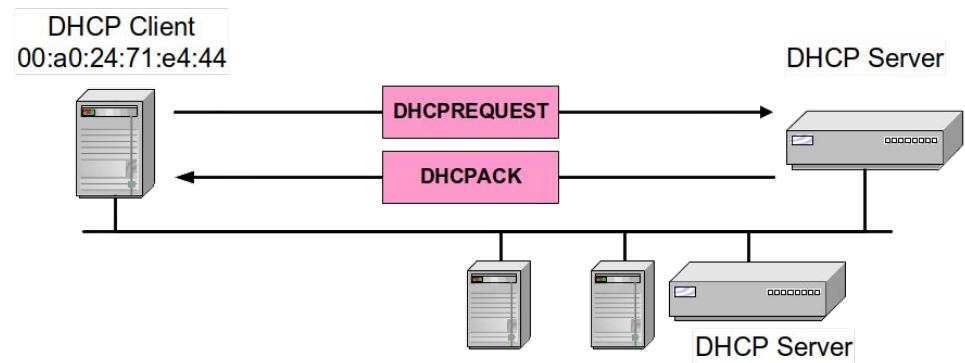 DHCP Client
00:a0:24:71:e4:44
DHCP Server
DHCPREQUEST
DHCPACK
DHCP Server